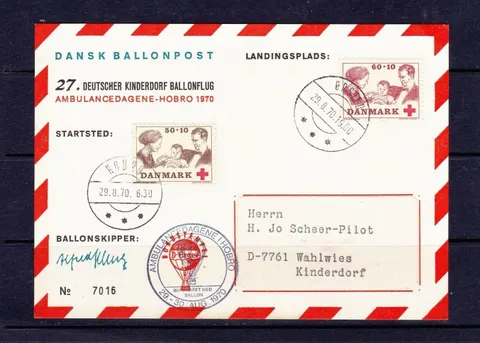 DANSK BALLONPOST
LANDINGSPLADS:
27. DEUTSCHER KINDERDORF BALLONFLUG
AMBULANCEDAGENE-HOBRO 1970
60+10
DANMARK
29.8.70.
STARTSTED:
50+10
DANMARK
29.8.70. 6.30
BALLONSKIPPER:
№ 7016
AMBULANCEDAGENE I HOBRO
BALLON
29-30 AUG 1970
Herrn
H. Jo Scheer-Pilot
D-7761 Wahlwies
Kinderdorf